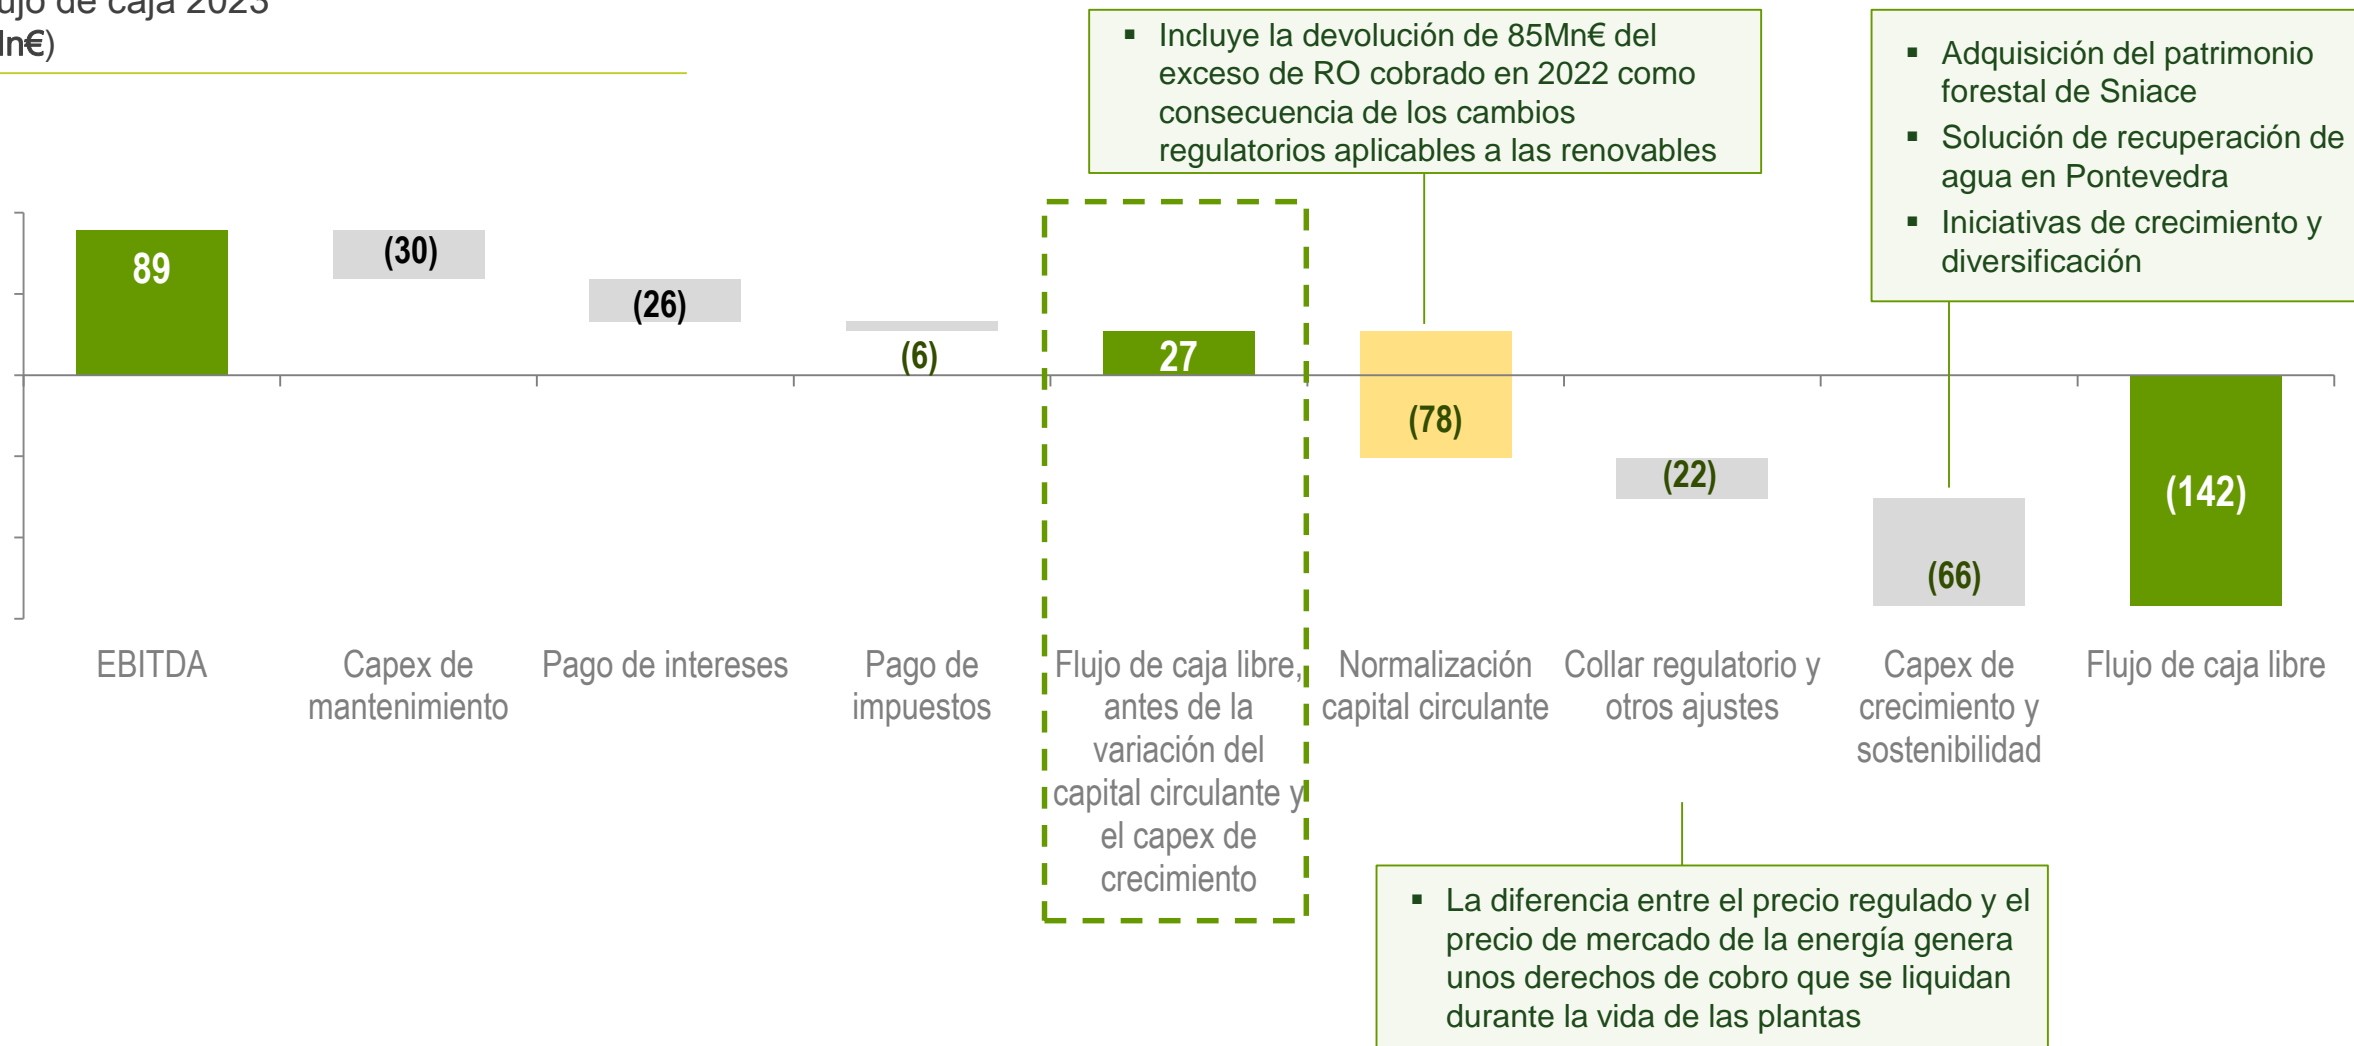 ujo de caja 2023
n€)
▪ Incluye la devolución de 85Mn€ del
exceso de RO cobrado en 2022 como
consecuencia de los cambios
regulatorios aplicables a las renovables
▪ Adquisición del patrimonio
forestal de Sniace
▪ Solución de recuperación de
agua en Pontevedra
▪ Iniciativas de crecimiento y
diversificación
89
(30)
(26)
(6)
27
(78)
(22)
(66)
(142)
EBITDA
Capex de
mantenimiento
Pago de intereses
Pago de
impuestos
Flujo de caja libre,
antes de la
variación del
capital circulante y
el capex de
crecimiento
Normalización
capital circulante
Collar regulatorio y
otros ajustes
Capex de
crecimiento y
sostenibilidad
Flujo de caja libre
▪ La diferencia entre el precio regulado y el
precio de mercado de la energía genera
unos derechos de cobro que se liquidan
durante la vida de las plantas